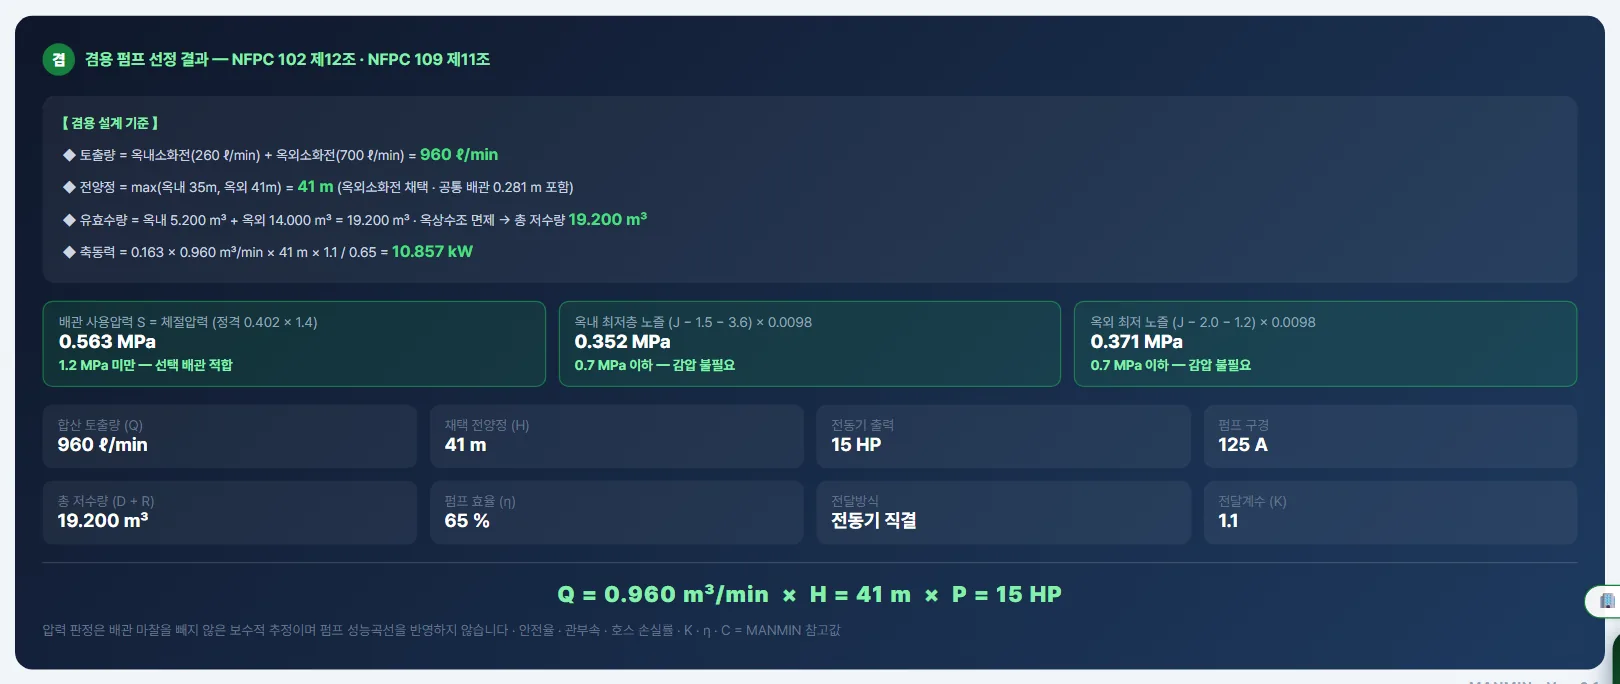 겸 겸용 펌프 선정 결과 — NFPC 102 제12조 · NFPC 109 제11조
【 겸용 설계 기준 】
◆ 토출량 = 옥내소화전(260 ℓ/min) + 옥외소화전(700 ℓ/min) = 960 ℓ/min
◆ 전양정 = max(옥내 35m, 옥외 41m) = 41 m (옥외소화전 채택 · 공통 배관 0.281 m 포함)
◆ 유효수량 = 옥내 5.200 m³ + 옥외 14.000 m³ = 19.200 m³ · 옥상수조 면제 → 총 저수량 19.200 m³
◆ 축동력 = 0.163 × 0.960 m³/min × 41 m × 1.1 / 0.65 = 10.857 kW
배관 사용압력 S = 체절압력 (정격 0.402 × 1.4)
0.563 MPa
1.2 MPa 미만 — 선택 배관 적합
옥내 최저층 노즐 (J − 1.5 − 3.6) × 0.0098
0.352 MPa
0.7 MPa 이하 — 감압 불필요
옥외 최저 노즐 (J − 2.0 − 1.2) × 0.0098
0.371 MPa
0.7 MPa 이하 — 감압 불필요
합산 토출량 (Q)
960 ℓ/min
채택 전양정 (H)
41 m
전동기 출력
15 HP
펌프 구경
125 A
총 저수량 (D + R)
19.200 m³
펌프 효율 (η)
65 %
전달방식
전동기 직결
전달계수 (K)
1.1
Q = 0.960 m³/min × H = 41 m × P = 15 HP
압력 판정은 배관 마찰을 빼지 않은 보수적 추정이며 펌프 성능곡선을 반영하지 않습니다 · 안전율 · 관부속 · 호스 손실률 · K · η · C = MANMIN 참고값